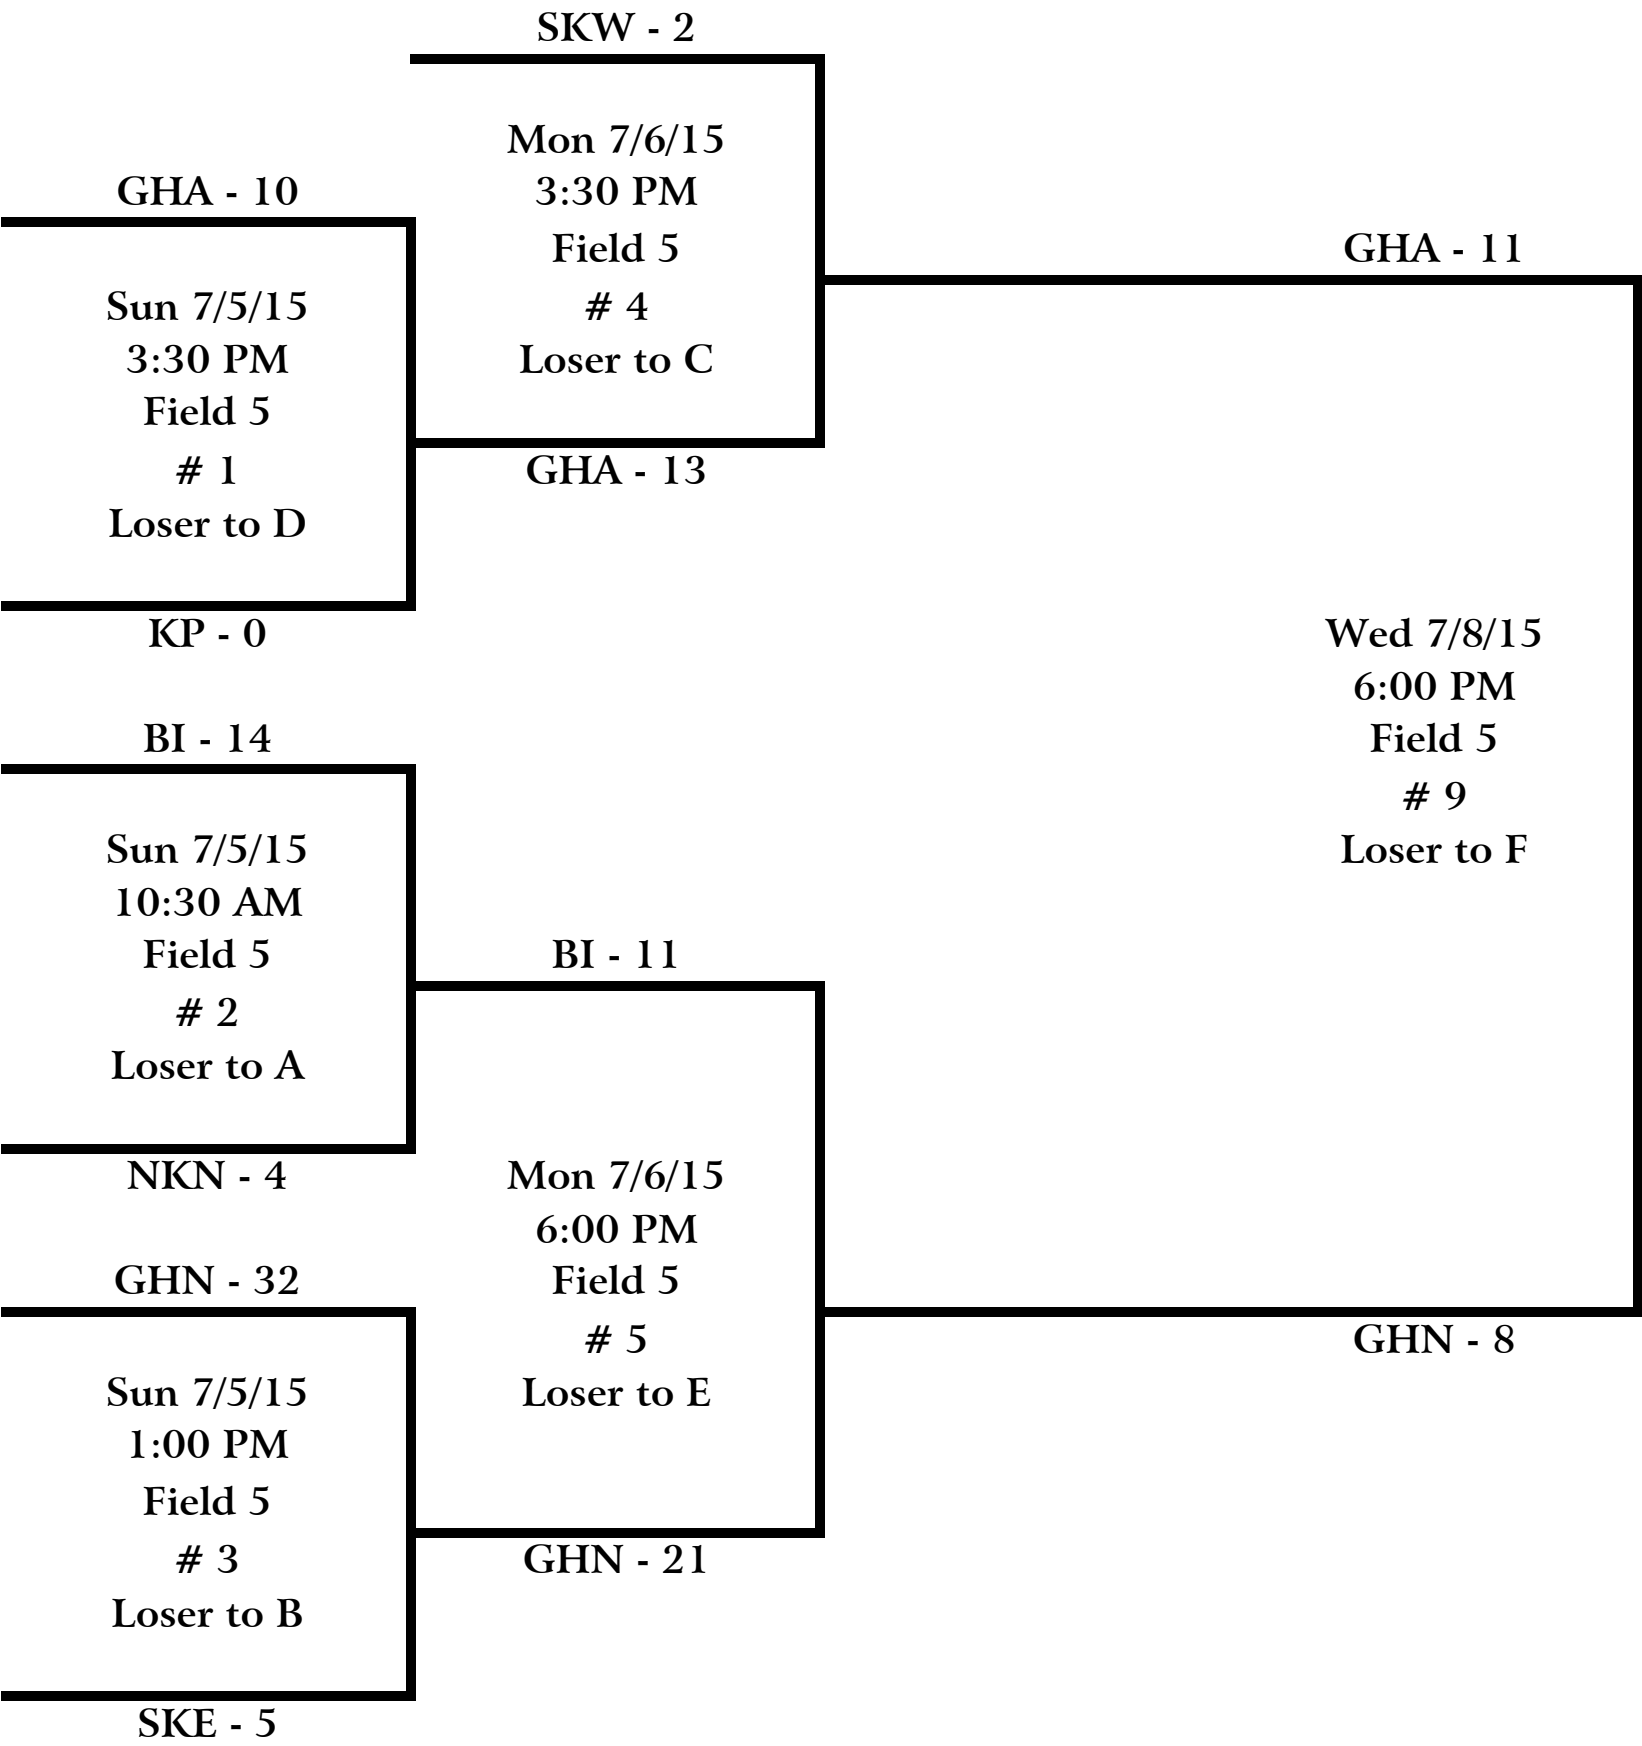 SKW - 2
Mon 7/6/15
3:30 PM
Field 5
# 4
Loser to C
GHA - 13
GHA - 10
Sun 7/5/15
3:30 PM
Field 5
# 1
Loser to D
KP - 0
BI - 14
Sun 7/5/15
10:30 AM
Field 5
# 2
Loser to A
NKN - 4
GHN - 32
Sun 7/5/15
1:00 PM
Field 5
# 3
Loser to B
SKE - 5
BI - 11
Mon 7/6/15
6:00 PM
Field 5
# 5
Loser to E
GHN - 21
GHA - 11
Wed 7/8/15
6:00 PM
Field 5
# 9
Loser to F
GHN - 8